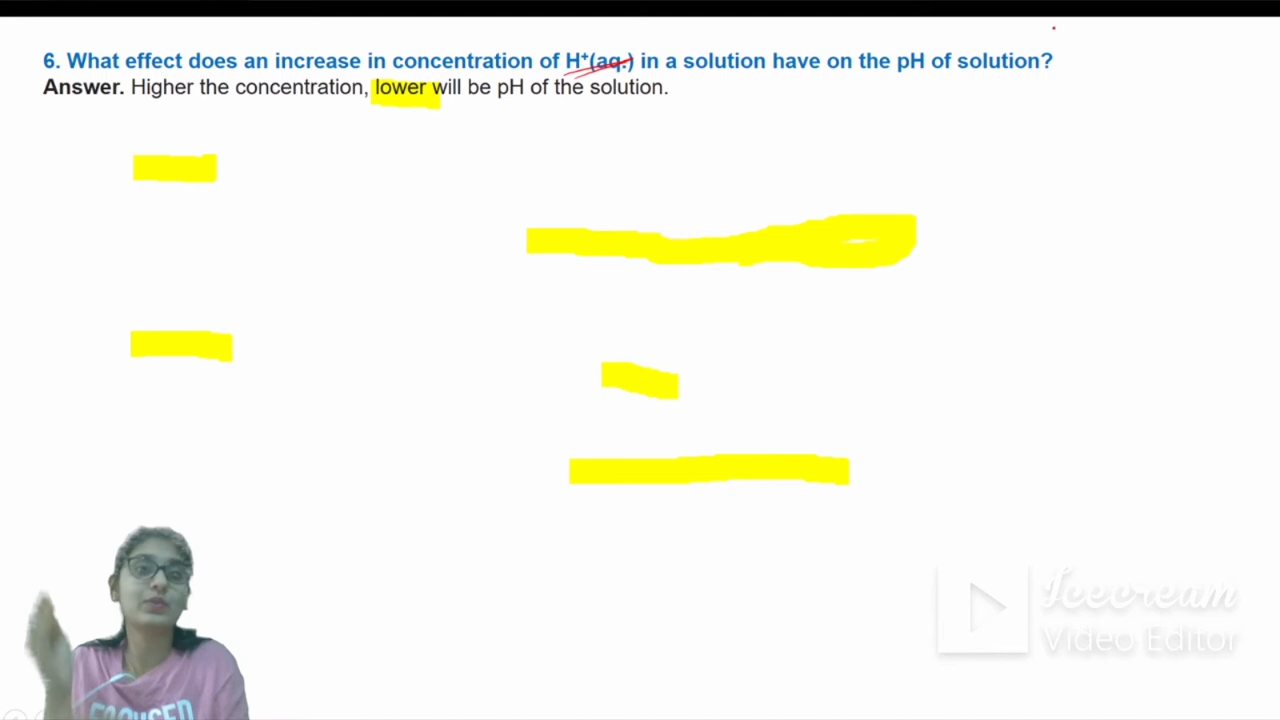 6. What effect does an increase in concentration of H⁺(aq.) in a solution have on the pH of solution?
Answer. Higher the concentration, lower will be pH of the solution.
Icecream
Video Editor
FOCUSED